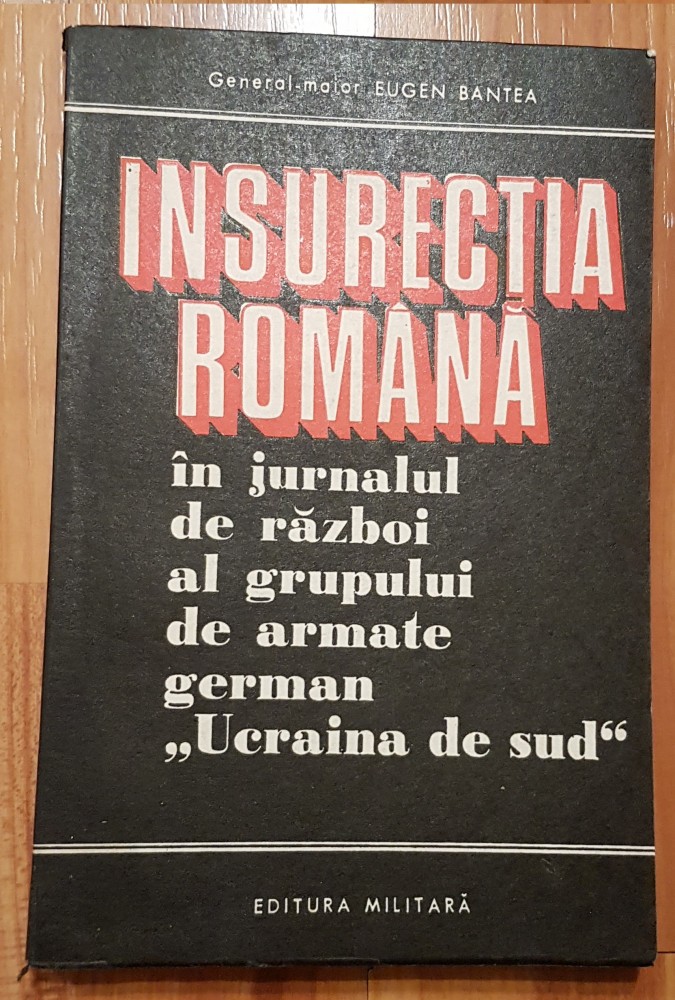 General-maior EUGEN BANTEA
INSURECȚIA
ROMÂNĂ
în jurnalul
de război
al grupului
de armate
german
„Ucraina de sud“
EDITURA MILITARĂ